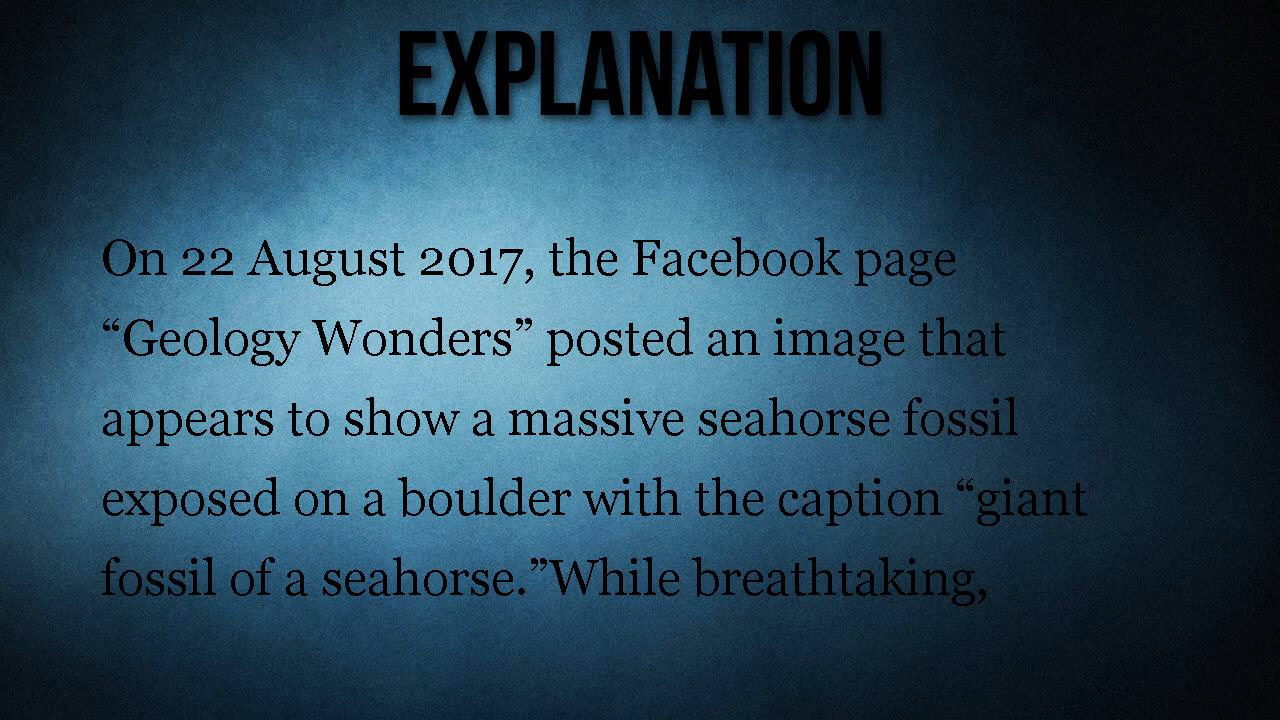 EXPLANATION
On 22 August 2017, the Facebook page
“Geology Wonders” posted an image that
appears to show a massive seahorse fossil
exposed on a boulder with the caption “giant
fossil of a seahorse.”While breathtaking,